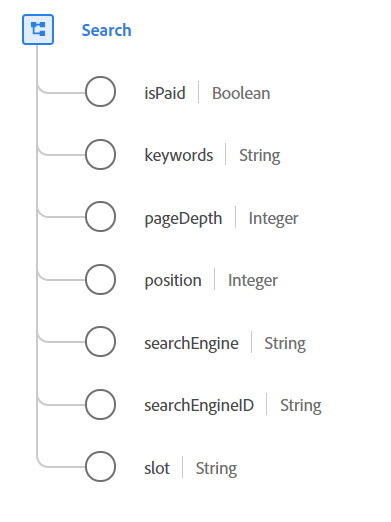 Search
isPaid Boolean
keywords String
pageDepth Integer
position Integer
searchEngine String
searchEngineID String
slot String